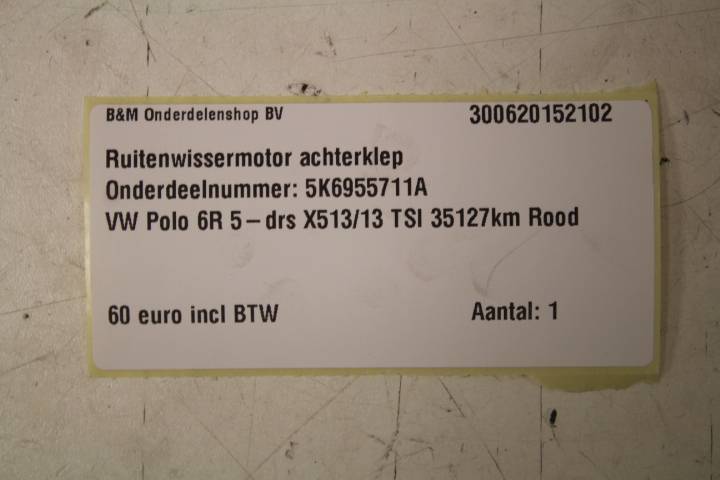 B&M Onderdelenshop BV 300620152102
Ruitenwissermotor achterklep
Onderdeelnummer: 5K6955711A
VW Polo 6R 5-drs X513/13 TSI 35127km Rood
60 euro incl BTW Aantal: 1